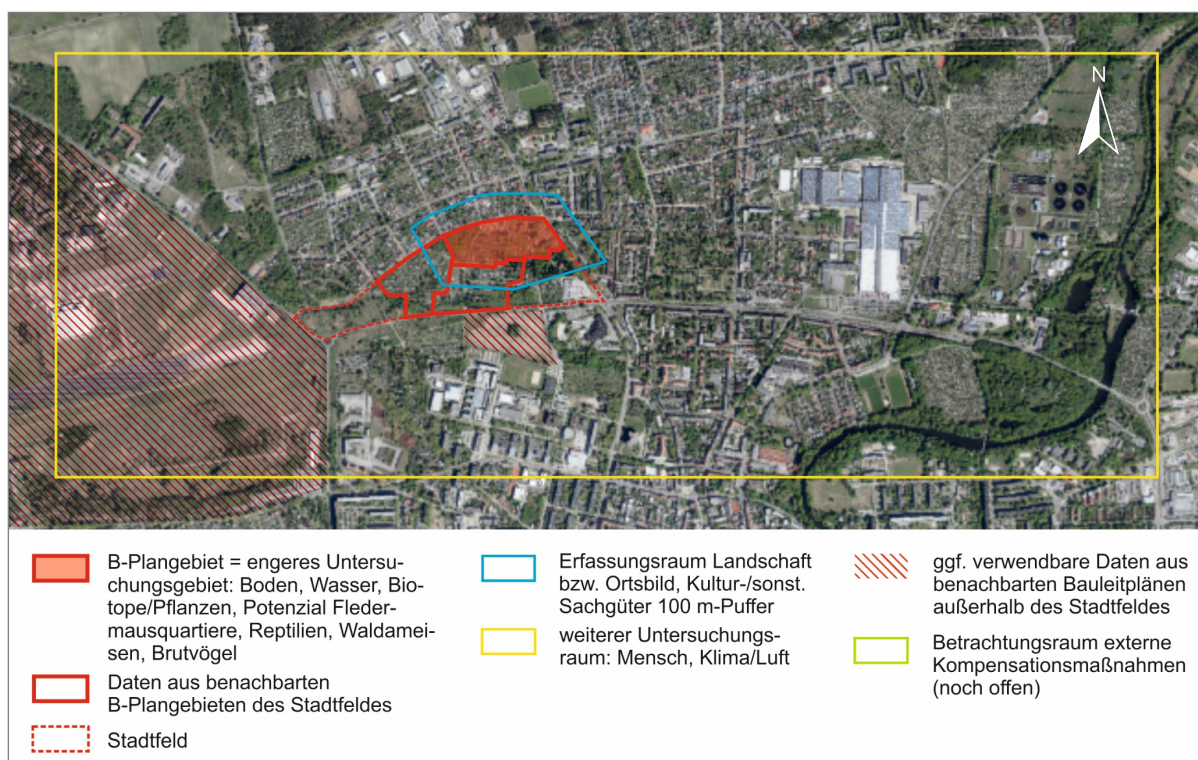 N
B-Plangebiet = engeres Untersu-
chungsgebiet: Boden, Wasser, Bio-
tope/Pflanzen, Potenzial Fleder-
mausquartiere, Reptilien, Waldamei-
sen, Brutvögel
Daten aus benachbarten
B-Plangebieten des Stadtfeldes
Stadtfeld
Erfassungsraum Landschaft
bzw. Ortsbild, Kultur-/sonst.
Sachgüter 100 m-Puffer
weiterer Untersuchungs-
raum: Mensch, Klima/Luft
ggf. verwendbare Daten aus
benachbarten Bauleitplänen
außerhalb des Stadtfeldes
Betrachtungsraum externe
Kompensationsmaßnahmen
(noch offen)